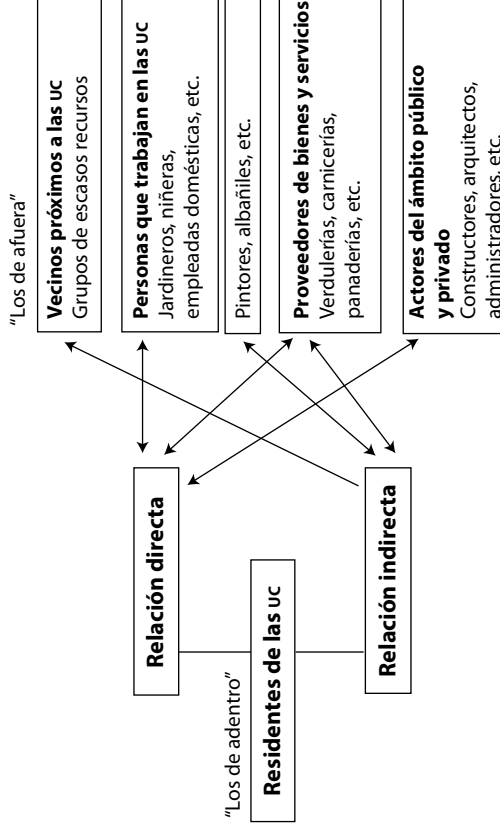 "Los de afuera"
Vecinos próximos a las UC
Grupos de escasos recursos
Personas que trabajan en las UC
Jardineros, niñeras,
empleadas domésticas, etc.
Pintores, albañiles, etc.
Proveedores de bienes y servicios
Verdulerías, carnicerías,
panaderías, etc.
Actores del ámbito público
y privado
Constructores, arquitectos,
administradores, etc.
Relación directa
"Los de adentro"
Residentes de las UC
Relación indirecta